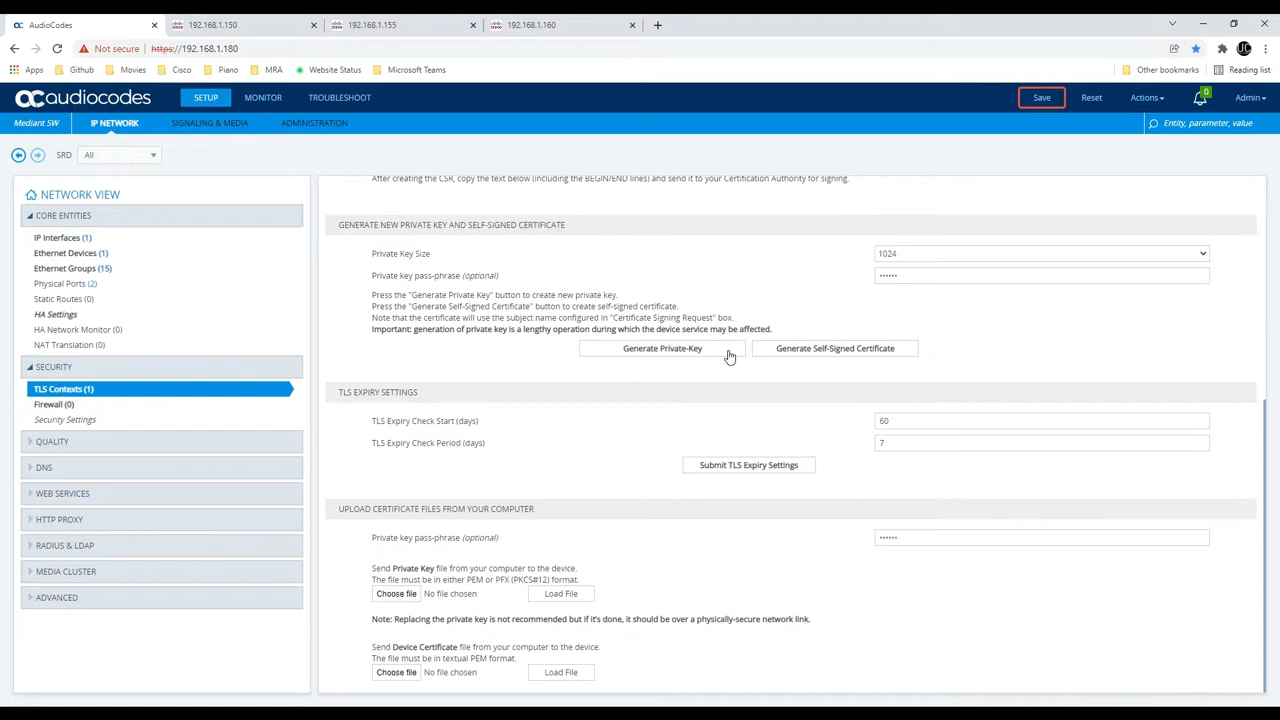 AudioCodes
192.168.1.150
192.168.1.155
192.168.1.160
Not secure https://192.168.1.180
JC
Apps Github Movies Cisco Piano MRA Website Status Microsoft Teams Other bookmarks Reading list
audiocodes SETUP MONITOR TROUBLESHOOT Save Reset Actions 0 Admin
Mediant SW IP NETWORK SIGNALING & MEDIA ADMINISTRATION Entity, parameter, value
SRD All
NETWORK VIEW
CORE ENTITIES
IP Interfaces (1)
Ethernet Devices (1)
Ethernet Groups (15)
Physical Ports (2)
Static Routes (0)
HA Settings
HA Network Monitor (0)
NAT Translation (0)
SECURITY
TLS Contexts (1)
Firewall (0)
Security Settings
QUALITY
DNS
WEB SERVICES
HTTP PROXY
RADIUS & LDAP
MEDIA CLUSTER
ADVANCED
After creating the CSR, copy the text below (including the BEGIN/END lines) and send it to your Certification Authority for signing.
GENERATE NEW PRIVATE KEY AND SELF-SIGNED CERTIFICATE
Private Key Size 1024
Private key pass-phrase (optional) ••••••
Press the "Generate Private Key" button to create new private key.
Press the "Generate Self-Signed Certificate" button to create self-signed certificate.
Note that the certificate will use the subject name configured in "Certificate Signing Request" box.
Important: generation of private key is a lengthy operation during which the device service may be affected.
Generate Private-Key Generate Self-Signed Certificate
TLS EXPIRY SETTINGS
TLS Expiry Check Start (days) 60
TLS Expiry Check Period (days) 7
Submit TLS Expiry Settings
UPLOAD CERTIFICATE FILES FROM YOUR COMPUTER
Private key pass-phrase (optional) ••••••
Send Private Key file from your computer to the device.
The file must be in either PEM or PFX (PKCS#12) format.
Choose file No file chosen Load File
Note: Replacing the private key is not recommended but if it's done, it should be over a physically-secure network link.
Send Device Certificate file from your computer to the device.
The file must be in textual PEM format.
Choose file No file chosen Load File